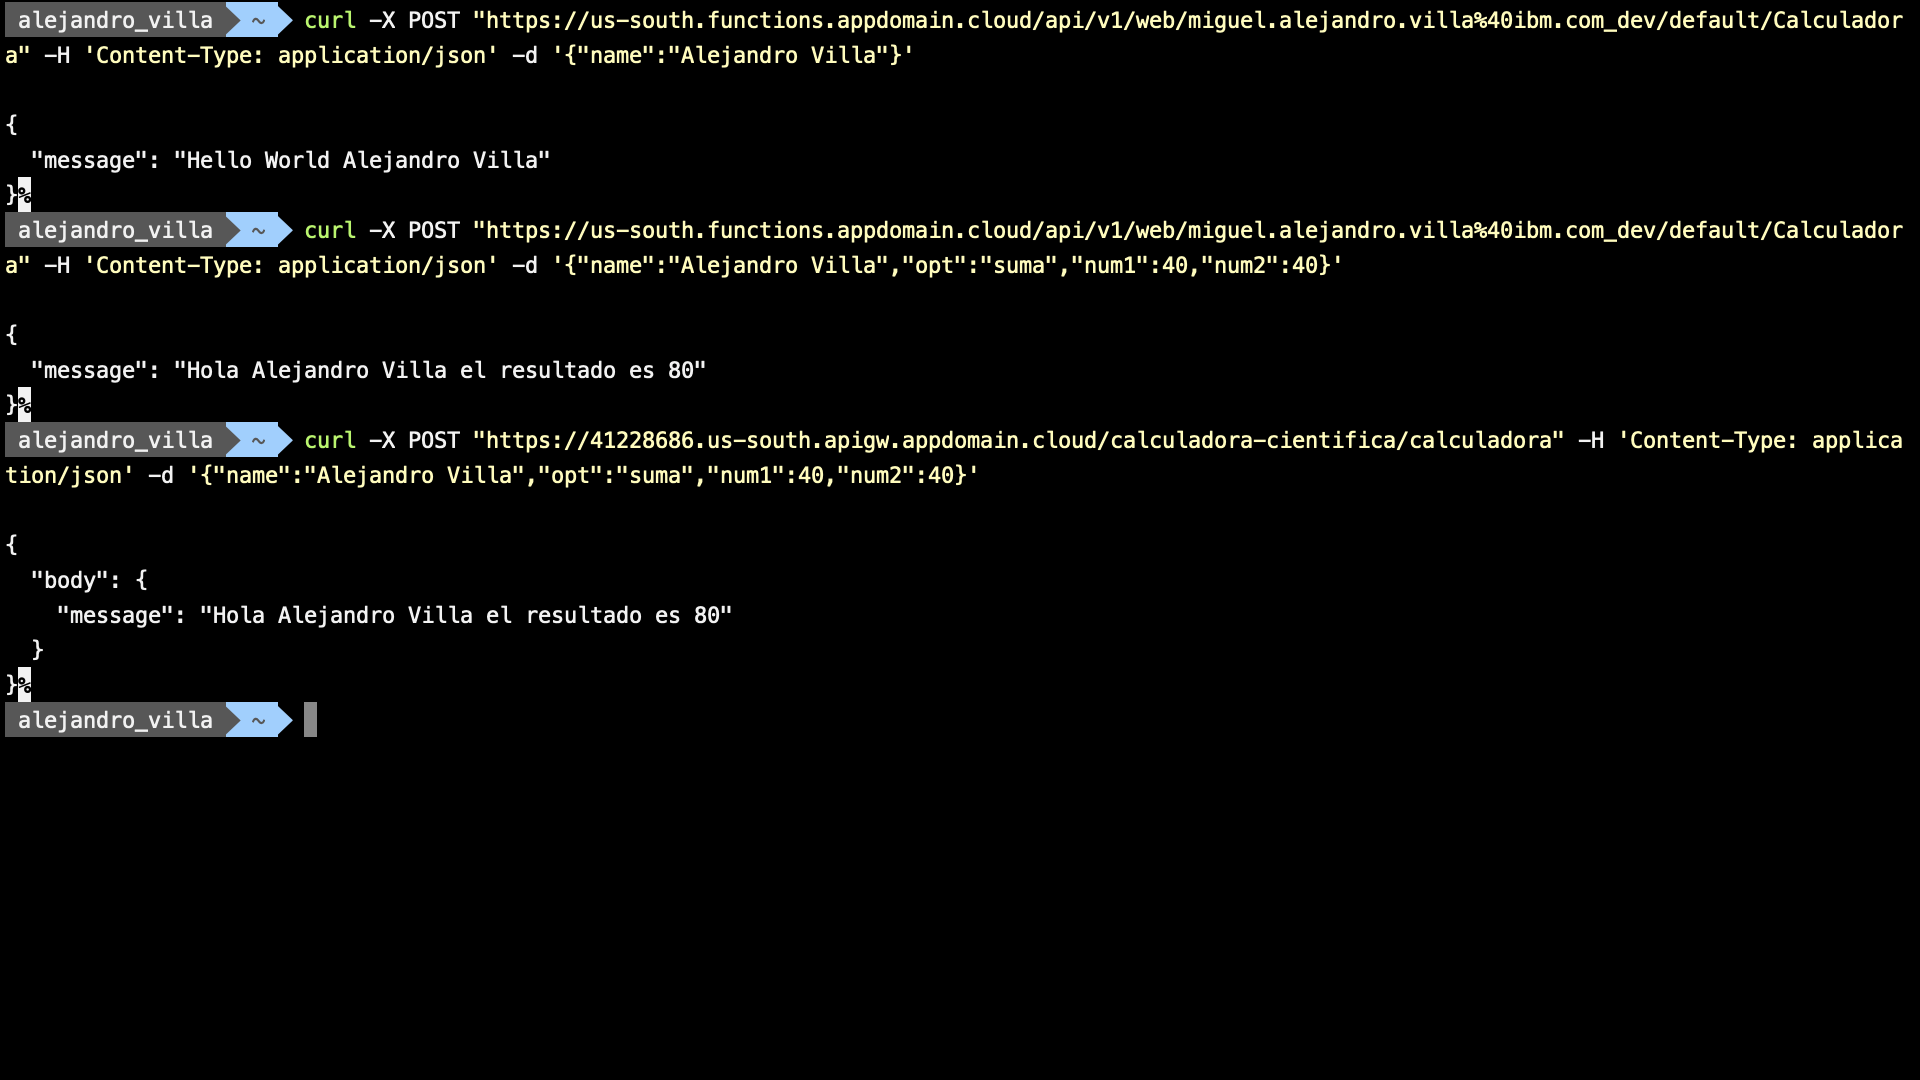 alejandro_villa ~ curl -X POST "https://us-south.functions.appdomain.cloud/api/v1/web/miguel.alejandro.villa%40ibm.com_dev/default/Calculador
a" -H 'Content-Type: application/json' -d '{"name":"Alejandro Villa"}'
{
  "message": "Hello World Alejandro Villa"
}%
alejandro_villa ~ curl -X POST "https://us-south.functions.appdomain.cloud/api/v1/web/miguel.alejandro.villa%40ibm.com_dev/default/Calculador
a" -H 'Content-Type: application/json' -d '{"name":"Alejandro Villa","opt":"suma","num1":40,"num2":40}'
{
  "message": "Hola Alejandro Villa el resultado es 80"
}%
alejandro_villa ~ curl -X POST "https://41228686.us-south.apigw.appdomain.cloud/calculadora-cientifica/calculadora" -H 'Content-Type: applica
tion/json' -d '{"name":"Alejandro Villa","opt":"suma","num1":40,"num2":40}'
{
  "body": {
    "message": "Hola Alejandro Villa el resultado es 80"
  }
}%
alejandro_villa ~